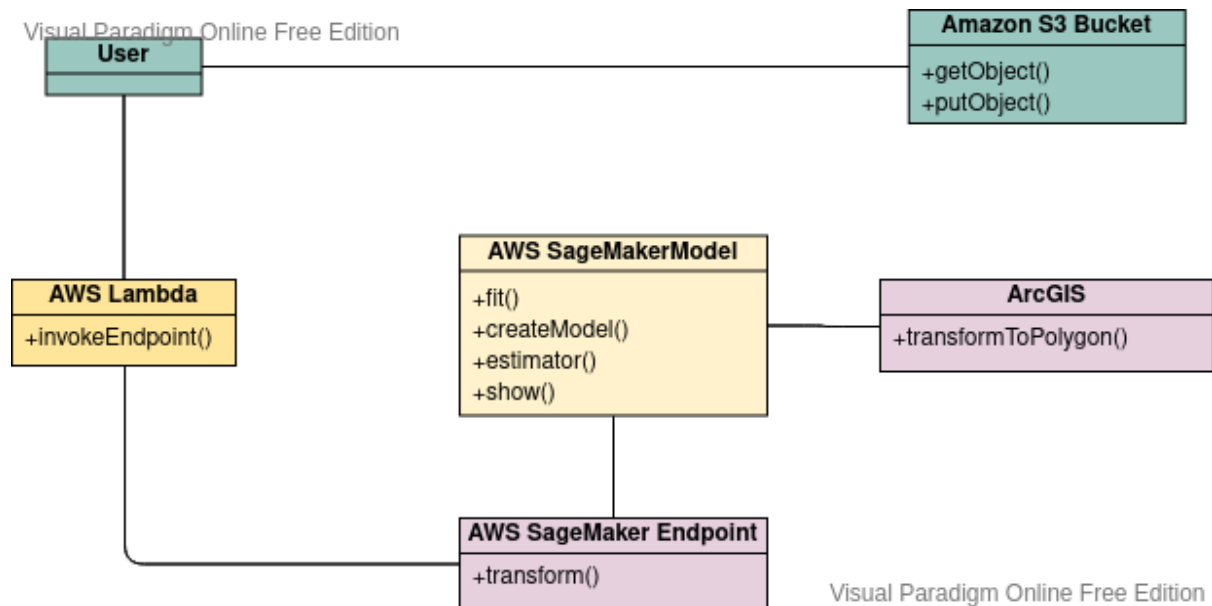 Visual Paradigm Online Free Edition
User
Amazon S3 Bucket
+getObject()
+putObject()
AWS SageMakerModel
+fit()
+createModel()
+estimator()
+show()
AWS Lambda
+invokeEndpoint()
ArcGIS
+transformToPolygon()
AWS SageMaker Endpoint
+transform()
Visual Paradigm Online Free Edition